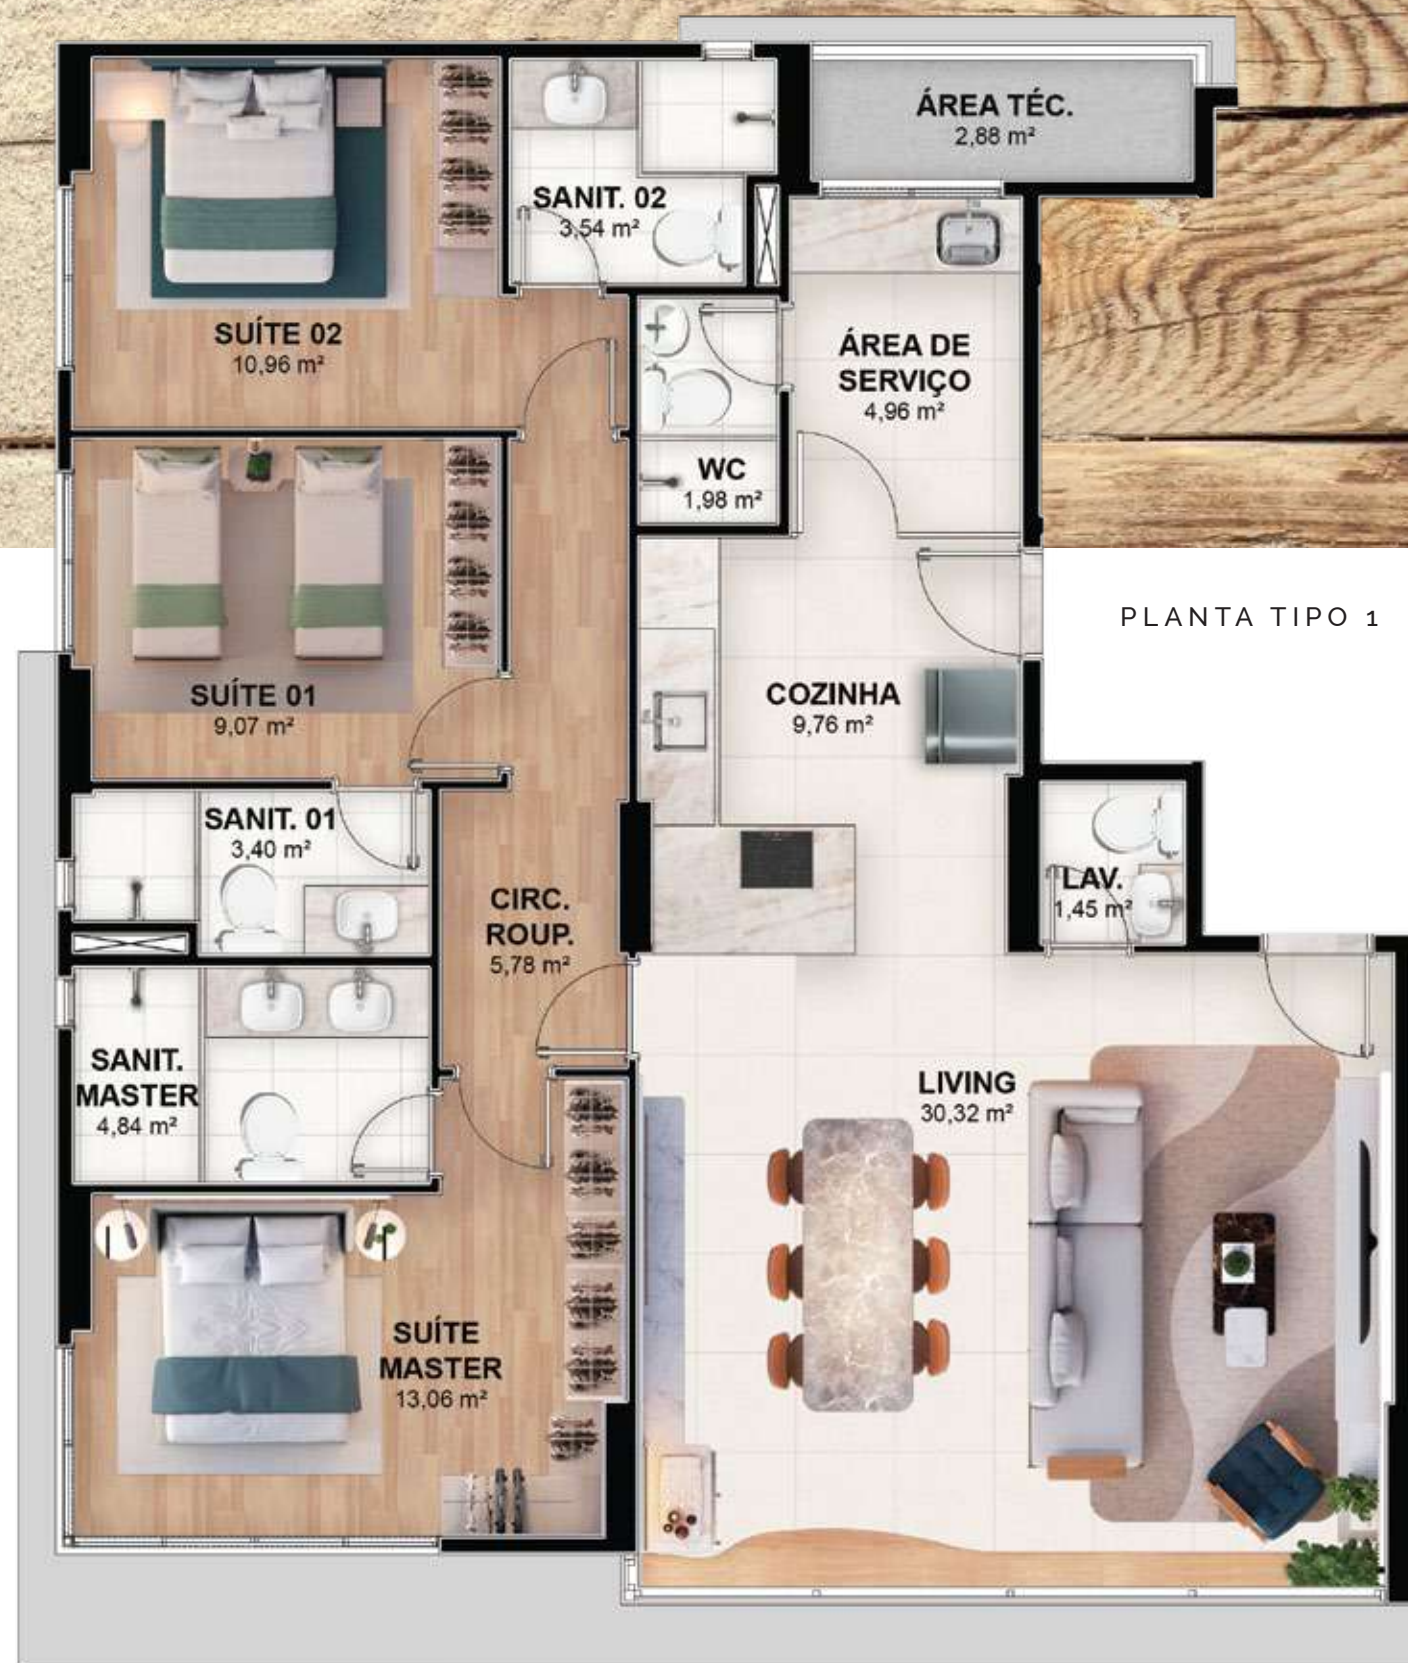 ÁREA TÉC.
2,88 m²
SANIT. 02
3,54 m²
SUÍTE 02
10,96 m²
ÁREA DE
SERVIÇO
4,96 m²
WC
1,98 m²
PLANTA TIPO 1
SUÍTE 01
9,07 m²
COZINHA
9,76 m²
SANIT. 01
3,40 m²
LAV.
1,45 m²
CIRC.
ROUP.
5,78 m²
SANIT.
MASTER
4,84 m²
LIVING
30,32 m²
SUÍTE
MASTER
13,06 m²